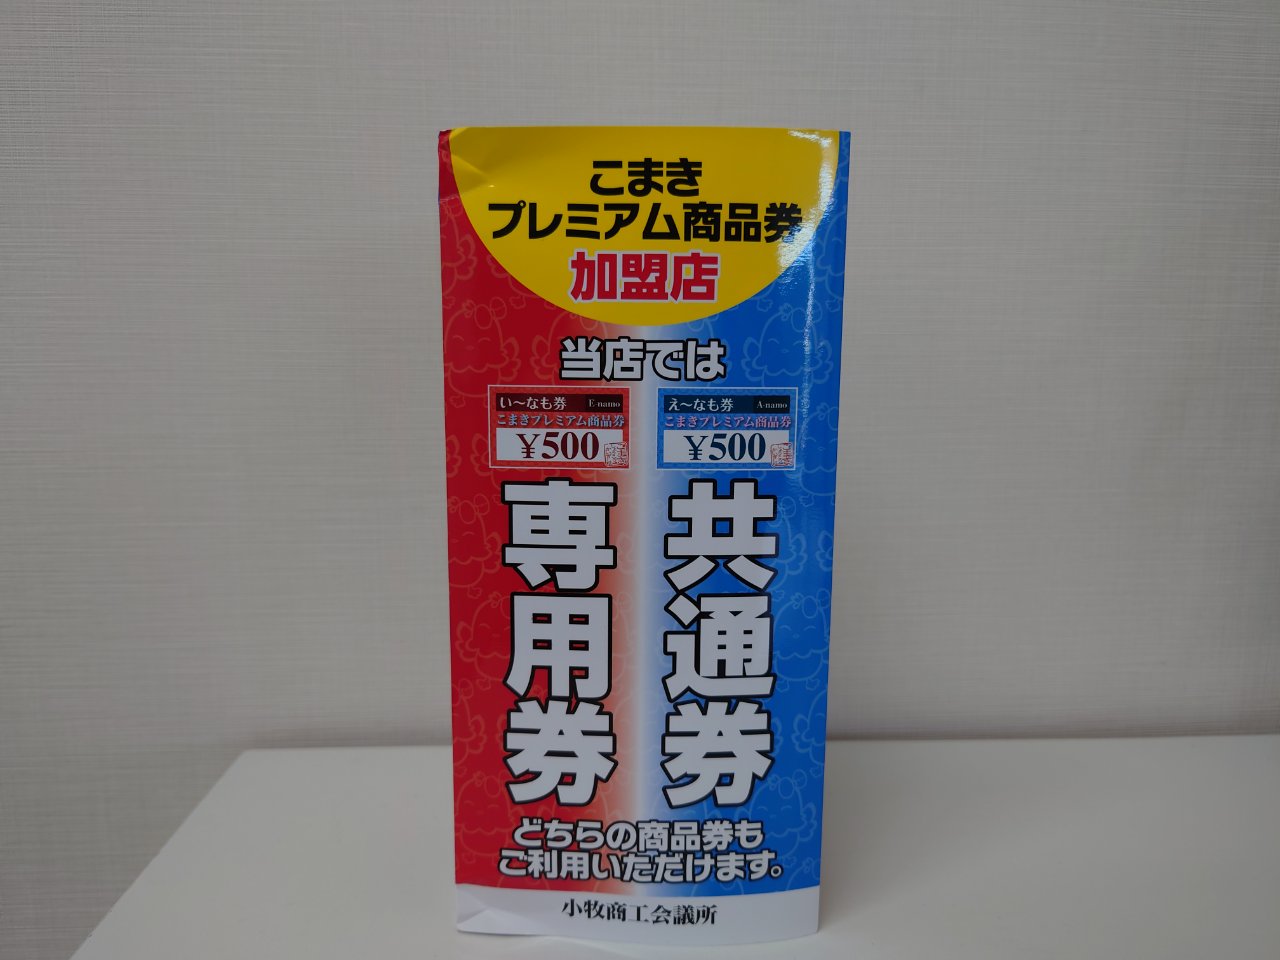 こまき
プレミアム商品券
加盟店
当店では
い〜なも券 E-namo
こまきプレミアム商品券
¥500
専用券
え〜なも券 A-namo
こまきプレミアム商品券
¥500
共通券
どちらの商品券も
ご利用いただけます。
小牧商工会議所